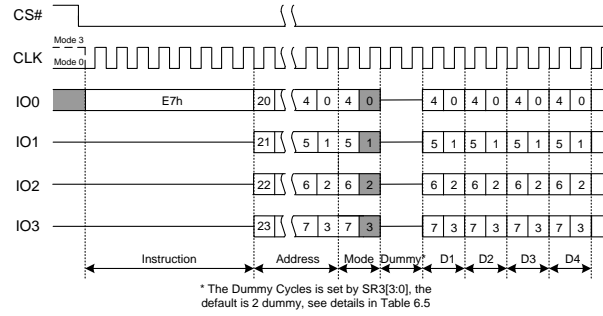 CS#
Mode 3
CLK
Mode 0
IO0 E7h 20 4 0 4 0 4 0 4 0 4 0 4 0
IO1 21 5 1 5 1 5 1 5 1 5 1 5 1
IO2 22 6 2 6 2 6 2 6 2 6 2 6 2
IO3 23 7 3 7 3 7 3 7 3 7 3 7 3
Instruction Address Mode Dummy* D1 D2 D3 D4
* The Dummy Cycles is set by SR3[3:0], the
default is 2 dummy, see details in Table 6.5